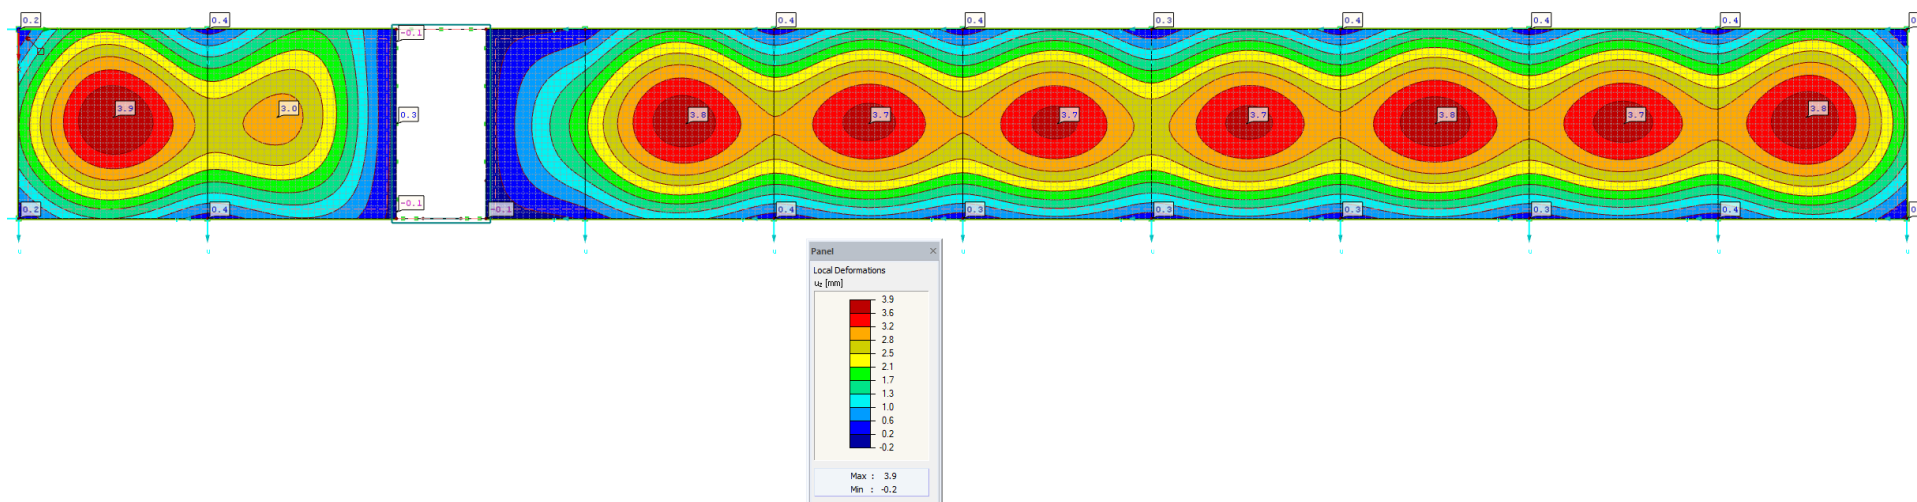 0.2 0.4 0.4 0.4 0.3 0.4 0.4 0.4
-0.1
3.9 3.0 0.3 3.8 3.7 3.7 3.7 3.8 3.7 3.8
-0.1
0.2 0.4 -0.1 0.4 0.3 0.3 0.3 0.3 0.4
u u u u u u u u u u
Panel
Local Deformations
uz [mm]
3.9
3.6
3.2
2.8
2.5
2.1
1.7
1.3
1.0
0.6
0.2
-0.2
Max : 3.9
Min : -0.2